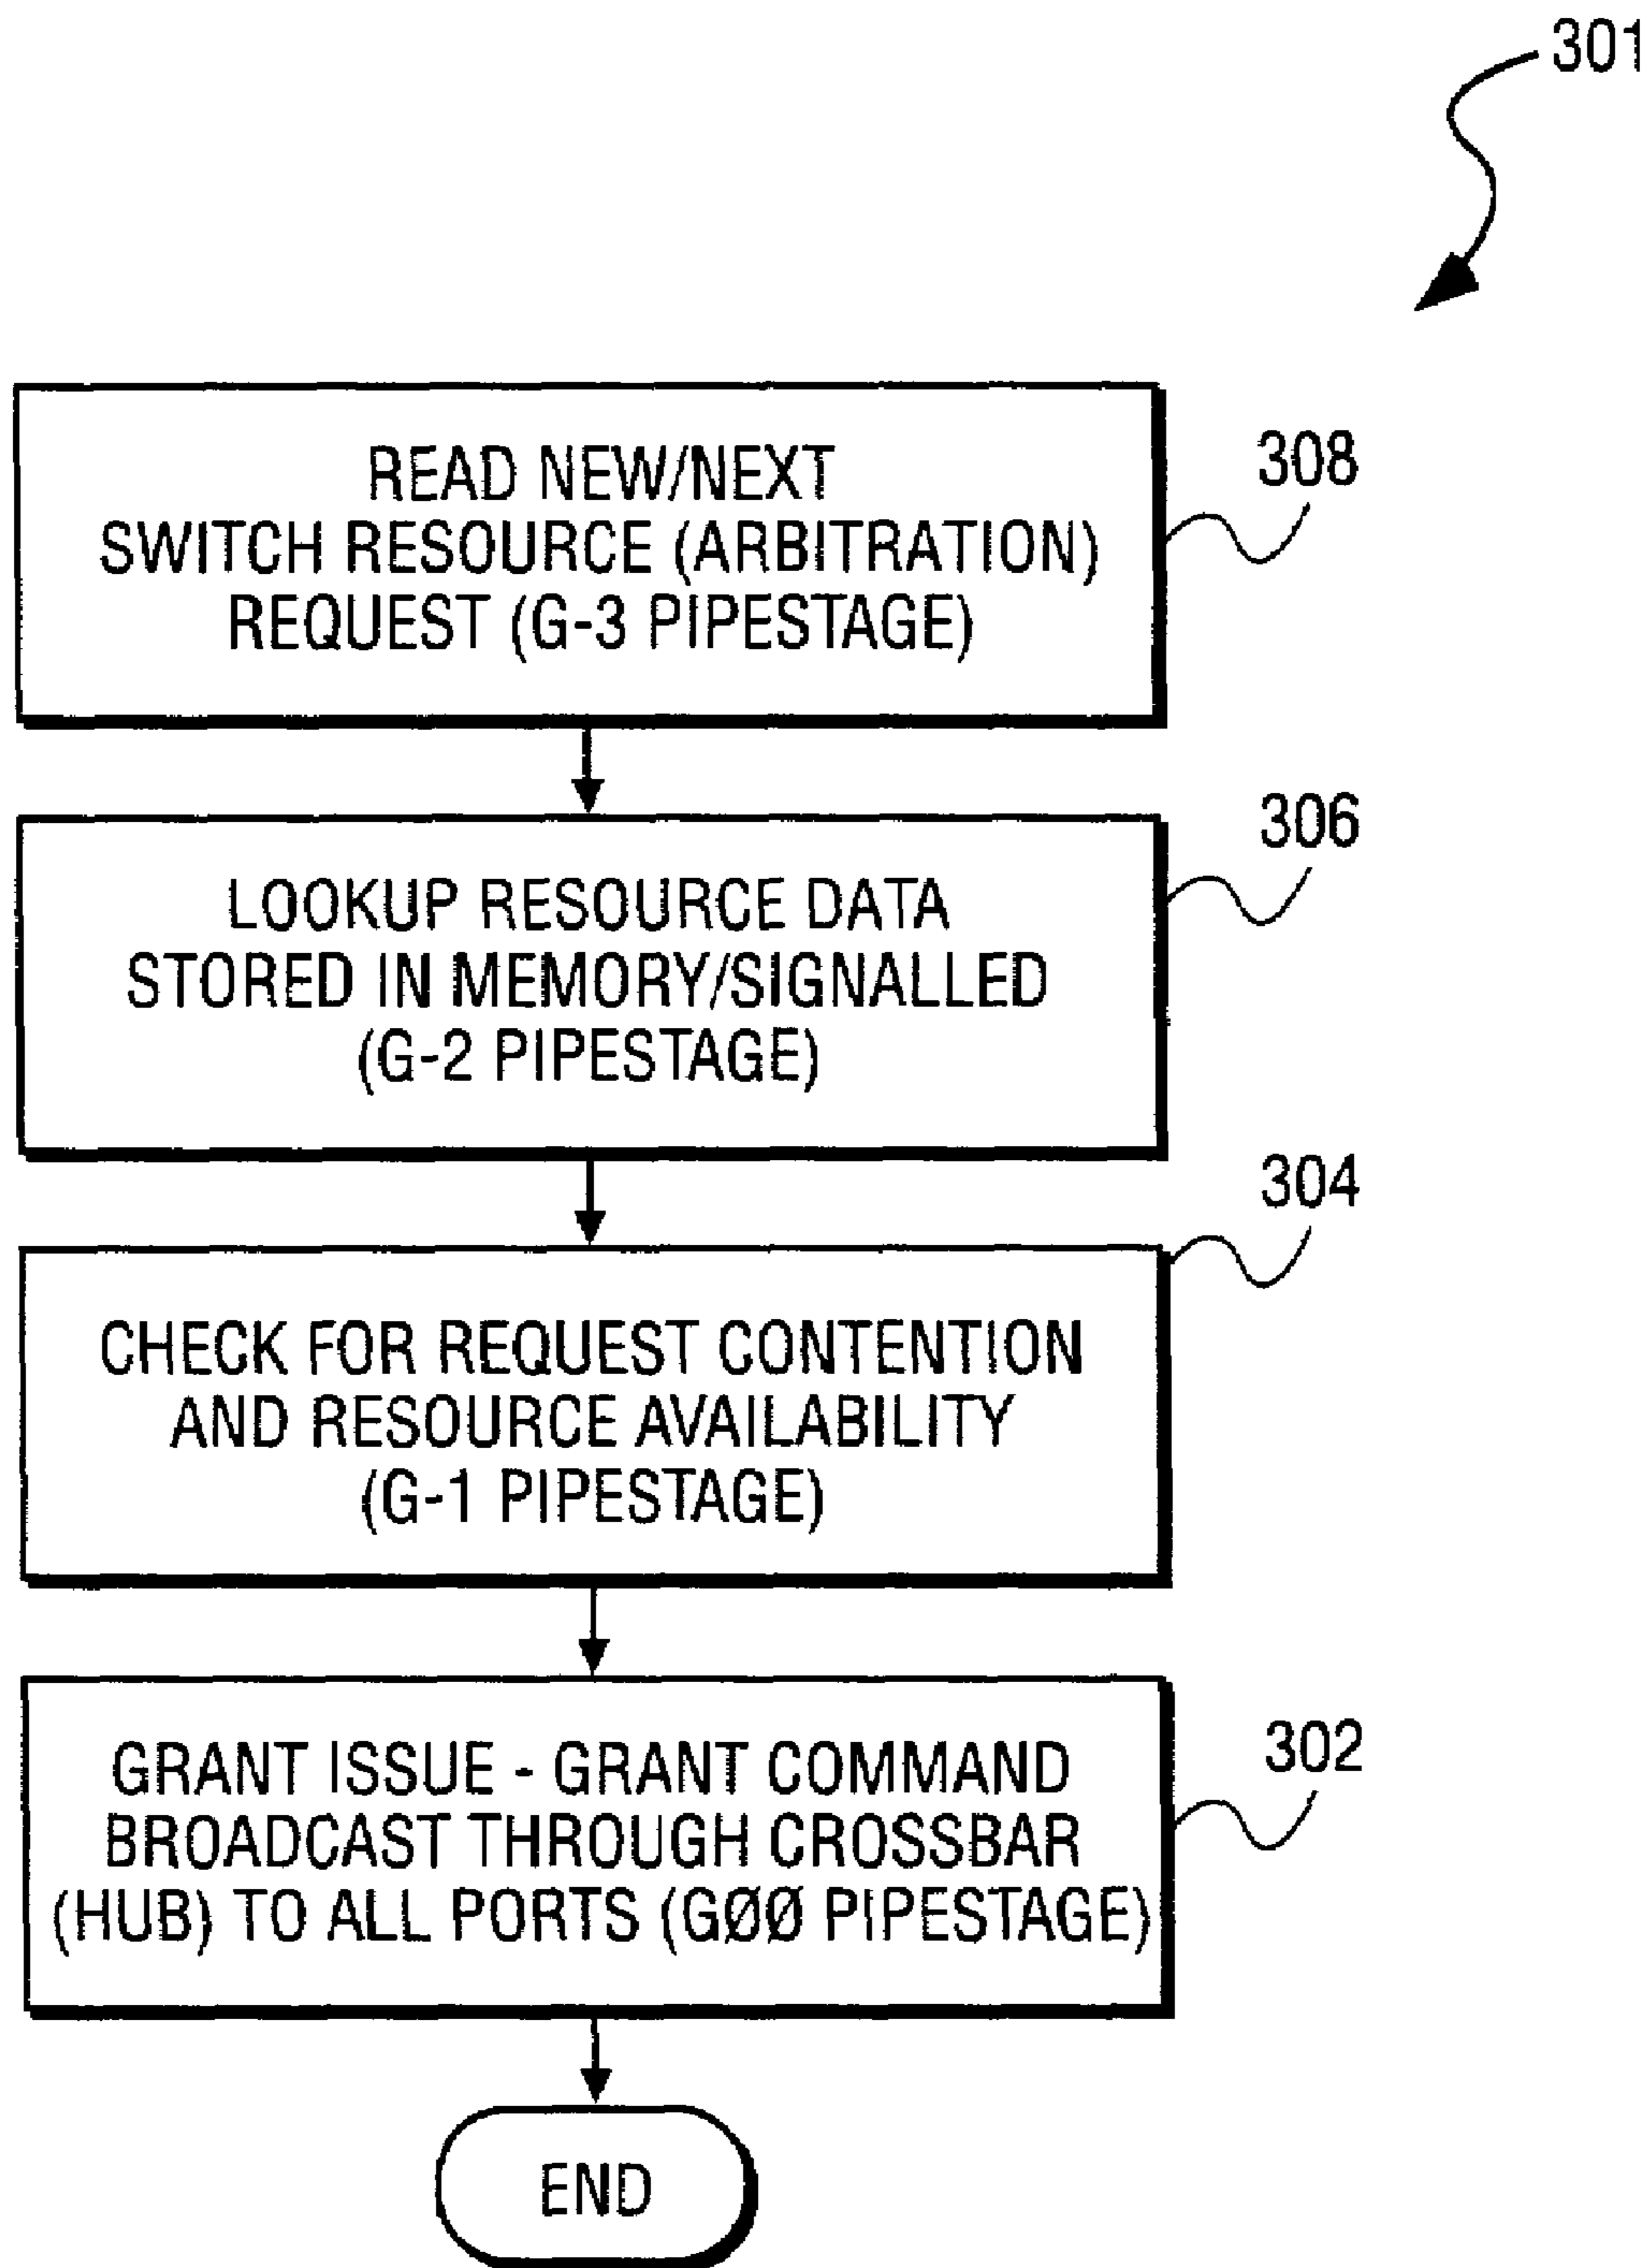 301
READ NEW/NEXT
SWITCH RESOURCE (ARBITRATION)
REQUEST (G-3 PIPESTAGE)
308
LOOKUP RESOURCE DATA
STORED IN MEMORY/SIGNALLED
(G-2 PIPESTAGE)
306
CHECK FOR REQUEST CONTENTION
AND RESOURCE AVAILABILITY
(G-1 PIPESTAGE)
304
GRANT ISSUE - GRANT COMMAND
BROADCAST THROUGH CROSSBAR
(HUB) TO ALL PORTS (GØØ PIPESTAGE)
302
END